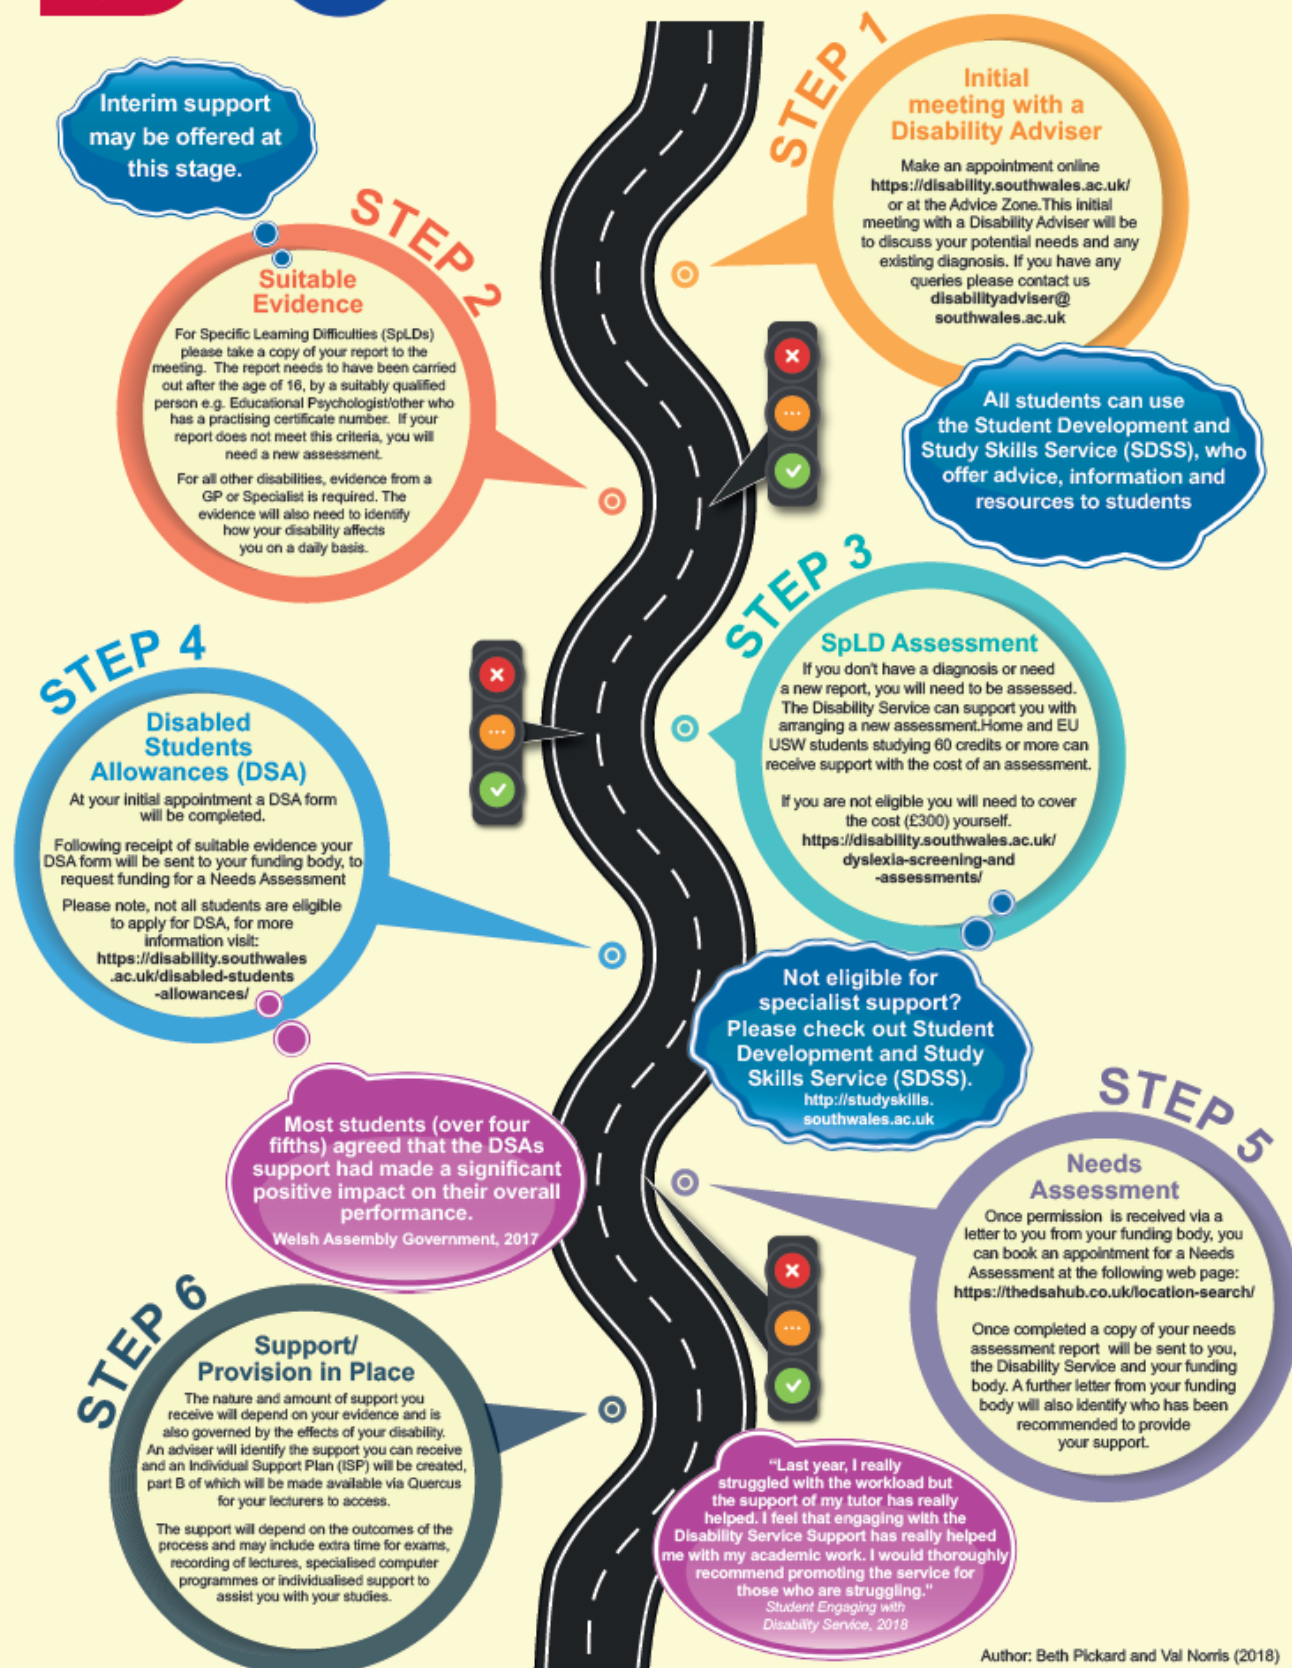 STEP 1
Initial
meeting with a
Disability Adviser
Make an appointment online
https://disability.southwales.ac.uk/
or at the Advice Zone.This initial
meeting with a Disability Adviser will be
to discuss your potential needs and any
existing diagnosis. If you have any
queries please contact us
disabilityadviser@
southwales.ac.uk
All students can use
the Student Development and
Study Skills Service (SDSS), who
offer advice, information and
resources to students
Interim support
may be offered at
this stage.
STEP 2
Suitable
Evidence
For Specific Learning Difficulties (SpLDs)
please take a copy of your report to the
meeting. The report needs to have been carried
out after the age of 16, by a suitably qualified
person e.g. Educational Psychologist/other who
has a practising certificate number. If your
report does not meet this criteria, you will
need a new assessment.
For all other disabilities, evidence from a
GP or Specialist is required. The
evidence will also need to identify
how your disability affects
you on a daily basis.
STEP 3
SpLD Assessment
If you don't have a diagnosis or need
a new report, you will need to be assessed.
The Disability Service can support you with
arranging a new assessment.Home and EU
USW students studying 60 credits or more can
receive support with the cost of an assessment.
If you are not eligible you will need to cover
the cost (£300) yourself.
https://disability.southwales.ac.uk/
dyslexia-screening-and
-assessments/
Not eligible for
specialist support?
Please check out Student
Development and Study
Skills Service (SDSS).
http://studyskills.
southwales.ac.uk
STEP 4
Disabled
Students
Allowances (DSA)
At your initial appointment a DSA form
will be completed.
Following receipt of suitable evidence your
DSA form will be sent to your funding body, to
request funding for a Needs Assessment
Please note, not all students are eligible
to apply for DSA, for more
information visit:
https://disability.southwales
.ac.uk/disabled-students
-allowances/
Most students (over four
fifths) agreed that the DSAs
support had made a significant
positive impact on their overall
performance.
Welsh Assembly Government, 2017
STEP 5
Needs
Assessment
Once permission is received via a
letter to you from your funding body, you
can book an appointment for a Needs
Assessment at the following web page:
https://thedsahub.co.uk/location-search/
Once completed a copy of your needs
assessment report will be sent to you,
the Disability Service and your funding
body. A further letter from your funding
body will also identify who has been
recommended to provide
your support.
STEP 6
Support/
Provision in Place
The nature and amount of support you
receive will depend on your evidence and is
also governed by the effects of your disability.
An adviser will identify the support you can receive
and an Individual Support Plan (ISP) will be created,
part B of which will be made available via Quercus
for your lecturers to access.
The support will depend on the outcomes of the
process and may include extra time for exams,
recording of lectures, specialised computer
programmes or individualised support to
assist you with your studies.
"Last year, I really
struggled with the workload but
the support of my tutor has really
helped. I feel that engaging with the
Disability Service Support has really helped
me with my academic work. I would thoroughly
recommend promoting the service for
those who are struggling."
Student Engaging with
Disability Service, 2018
Author: Beth Pickard and Val Norris (2018)